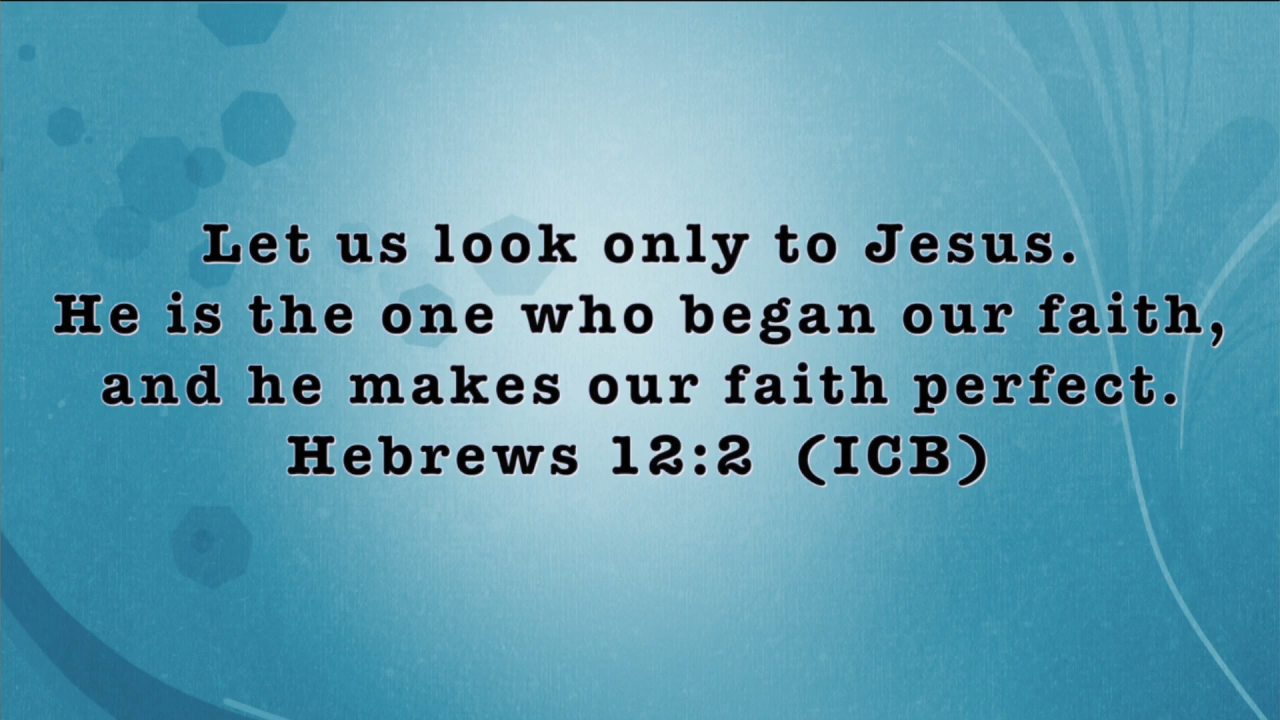 Let us look only to Jesus.
He is the one who began our faith,
and he makes our faith perfect.
Hebrews 12:2 (ICB)